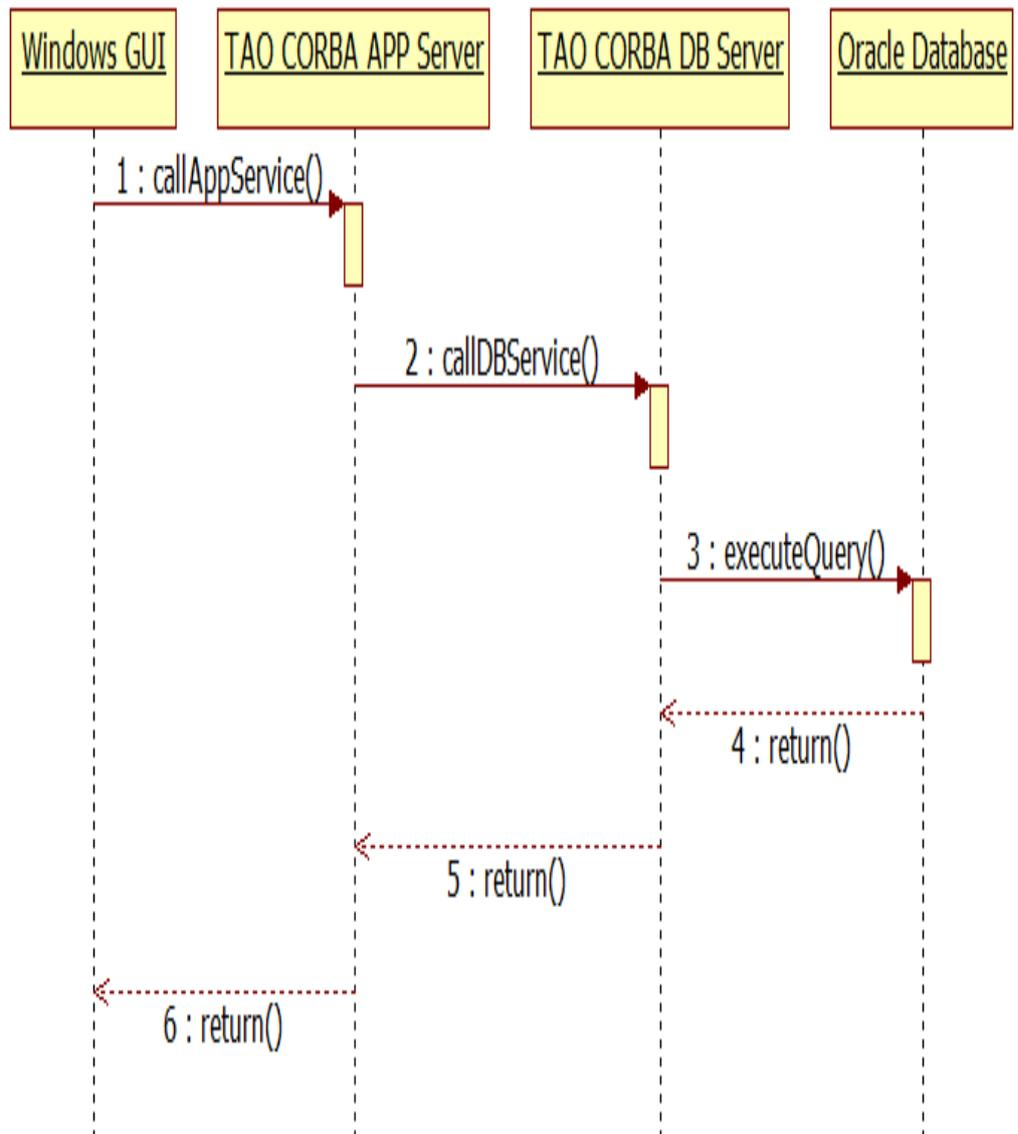 Windows GUI
TAO CORBA APP Server
TAO CORBA DB Server
Oracle Database
1 : callAppService()
2 : callDBService()
3 : executeQuery()
4 : return()
5 : return()
6 : return()